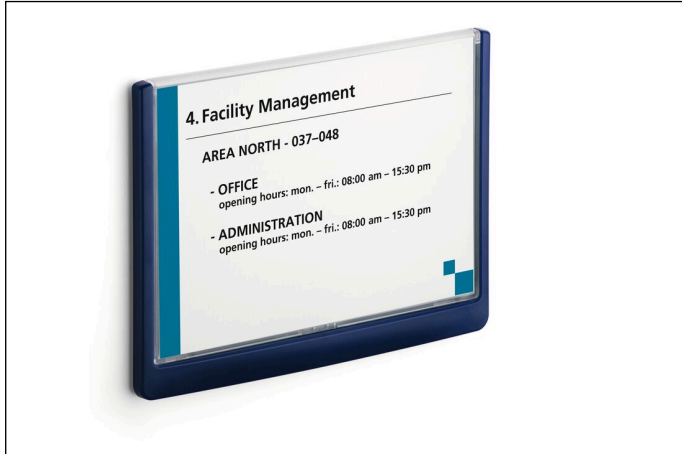 4. Facility Management
AREA NORTH - 037–048
- OFFICE
opening hours: mon. – fri.: 08:00 am – 15:30 pm
- ADMINISTRATION
opening hours: mon. – fri.: 08:00 am – 15:30 pm